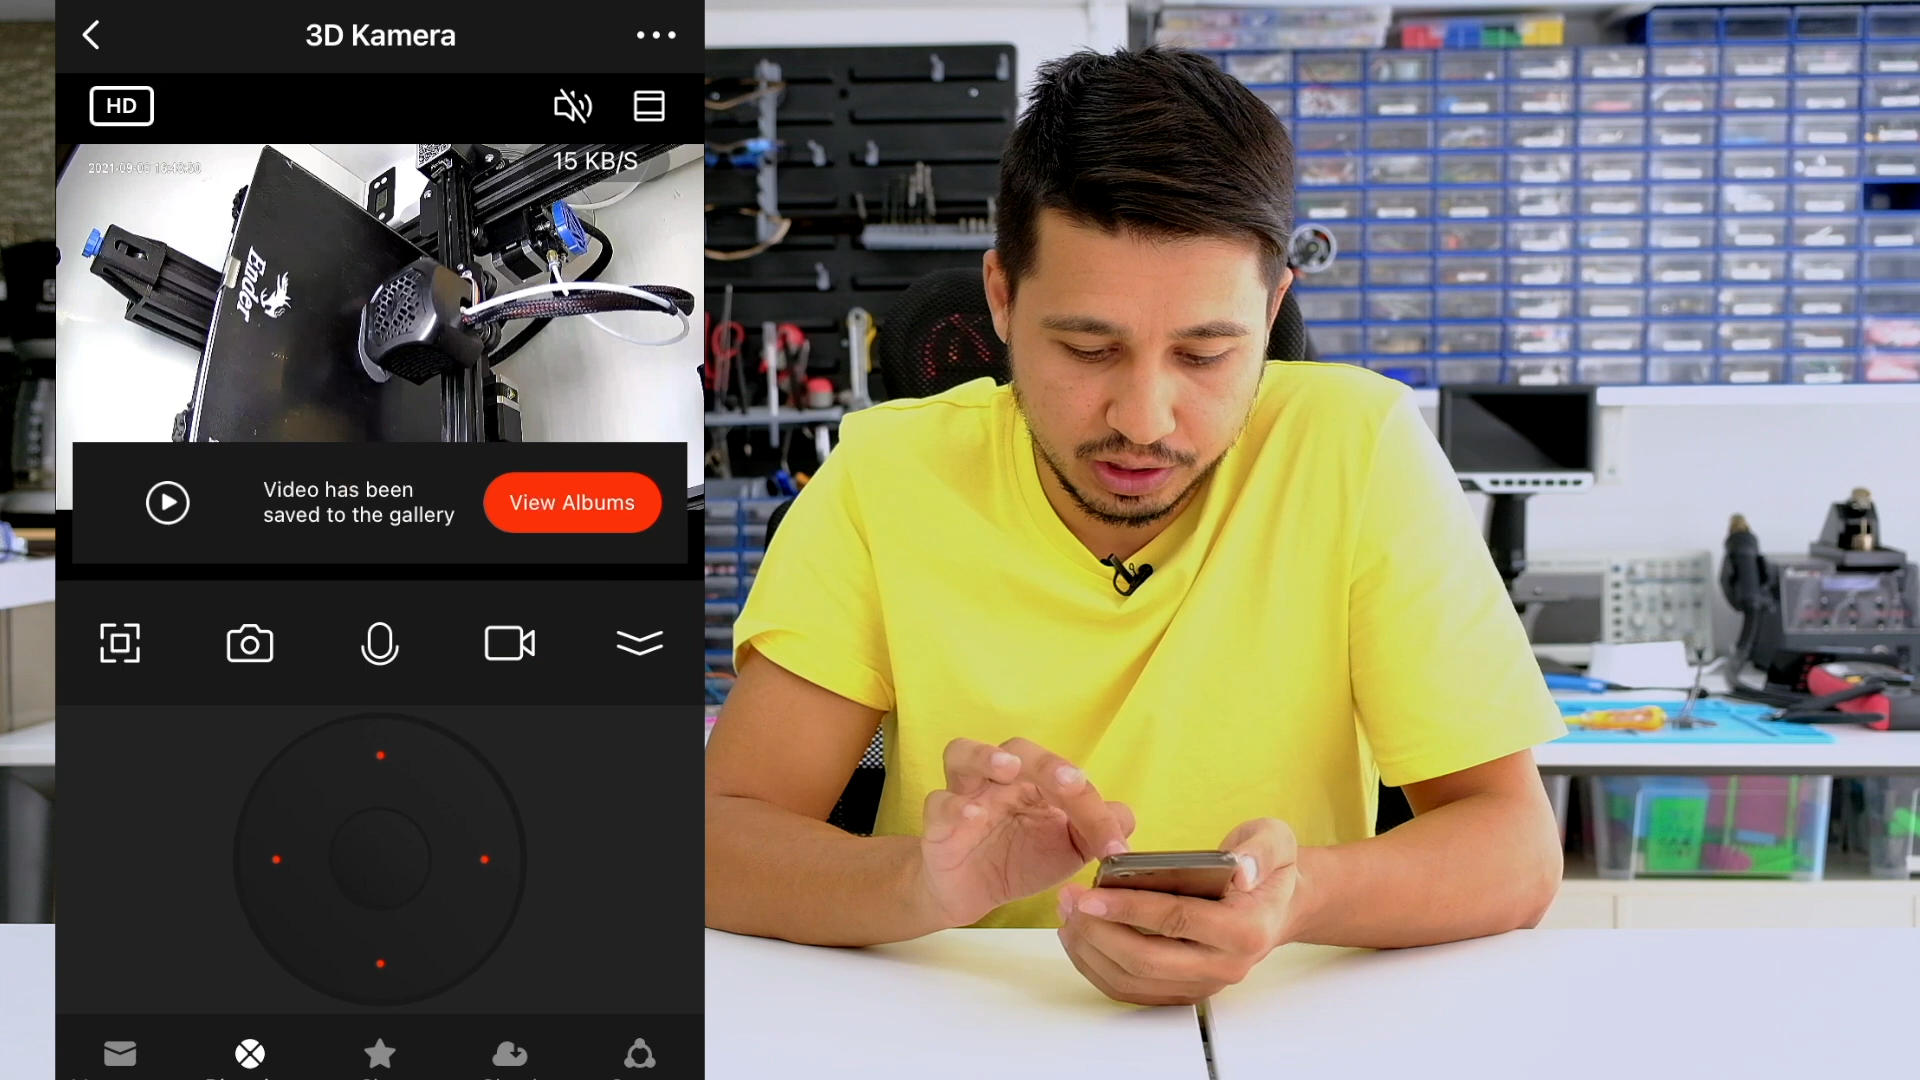 3D Kamera
HD
15 KB/S
Ender
Video has been
saved to the gallery
View Albums